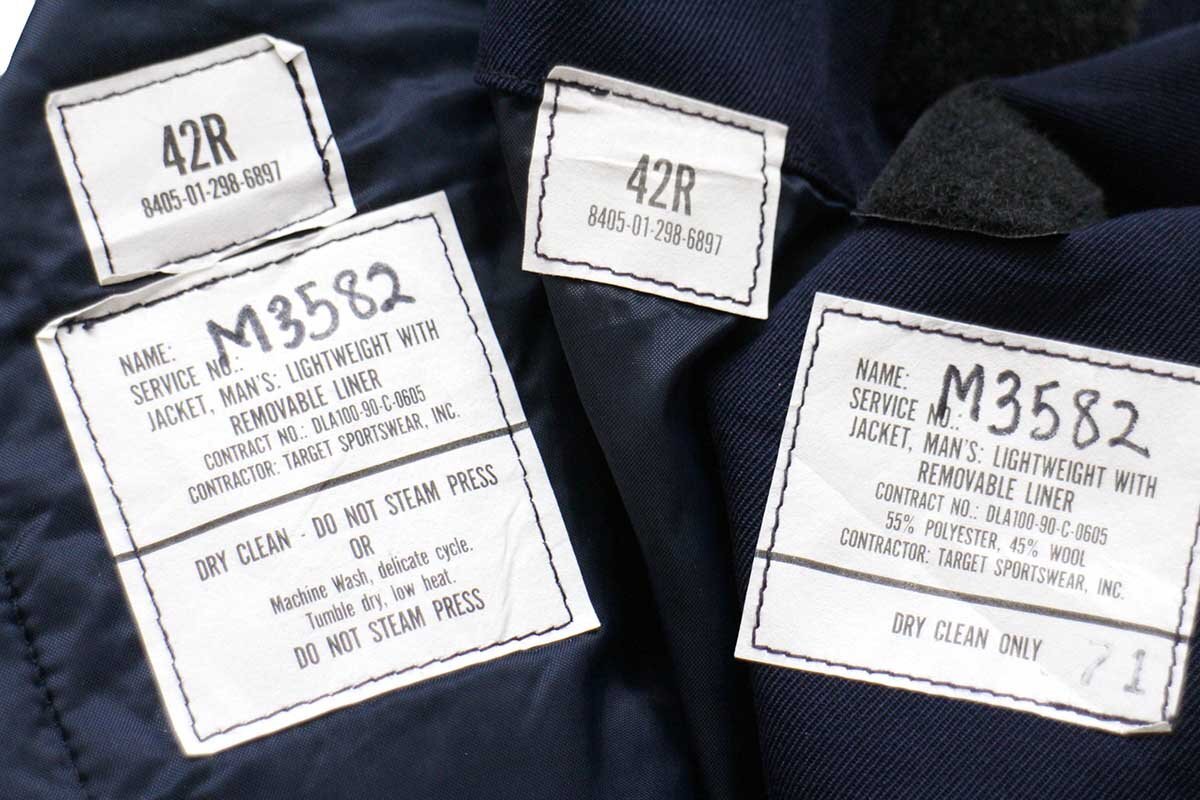 42R
8405-01-298-6897
M3582
NAME:
SERVICE NO.:
JACKET, MAN'S: LIGHTWEIGHT WITH
REMOVABLE LINER
CONTRACT NO.: DLA100-90-C-0605
CONTRACTOR: TARGET SPORTSWEAR, INC.
DRY CLEAN - DO NOT STEAM PRESS
OR
Machine Wash, delicate cycle.
Tumble dry, low heat.
DO NOT STEAM PRESS
42R
8405-01-298-6897
M3582
NAME:
SERVICE NO.:
JACKET, MAN'S: LIGHTWEIGHT WITH
REMOVABLE LINER
CONTRACT NO.: DLA100-90-C-0605
55% POLYESTER, 45% WOOL
CONTRACTOR: TARGET SPORTSWEAR, INC.
DRY CLEAN ONLY
71